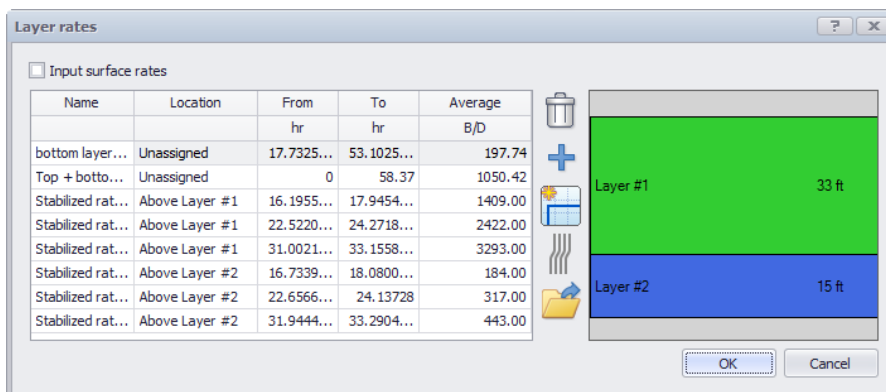 Layer rates
Input surface rates
Name Location From To Average
hr hr B/D
bottom layer... Unassigned 17.7325... 53.1025... 197.74
Top + botto... Unassigned 0 58.37 1050.42
Stabilized rat... Above Layer #1 16.1955... 17.9454... 1409.00
Stabilized rat... Above Layer #1 22.5220... 24.2718... 2422.00
Stabilized rat... Above Layer #1 31.0021... 33.1558... 3293.00
Stabilized rat... Above Layer #2 16.7339... 18.0800... 184.00
Stabilized rat... Above Layer #2 22.6566... 24.13728 317.00
Stabilized rat... Above Layer #2 31.9444... 33.2904... 443.00
Layer #1 33 ft
Layer #2 15 ft
OK Cancel